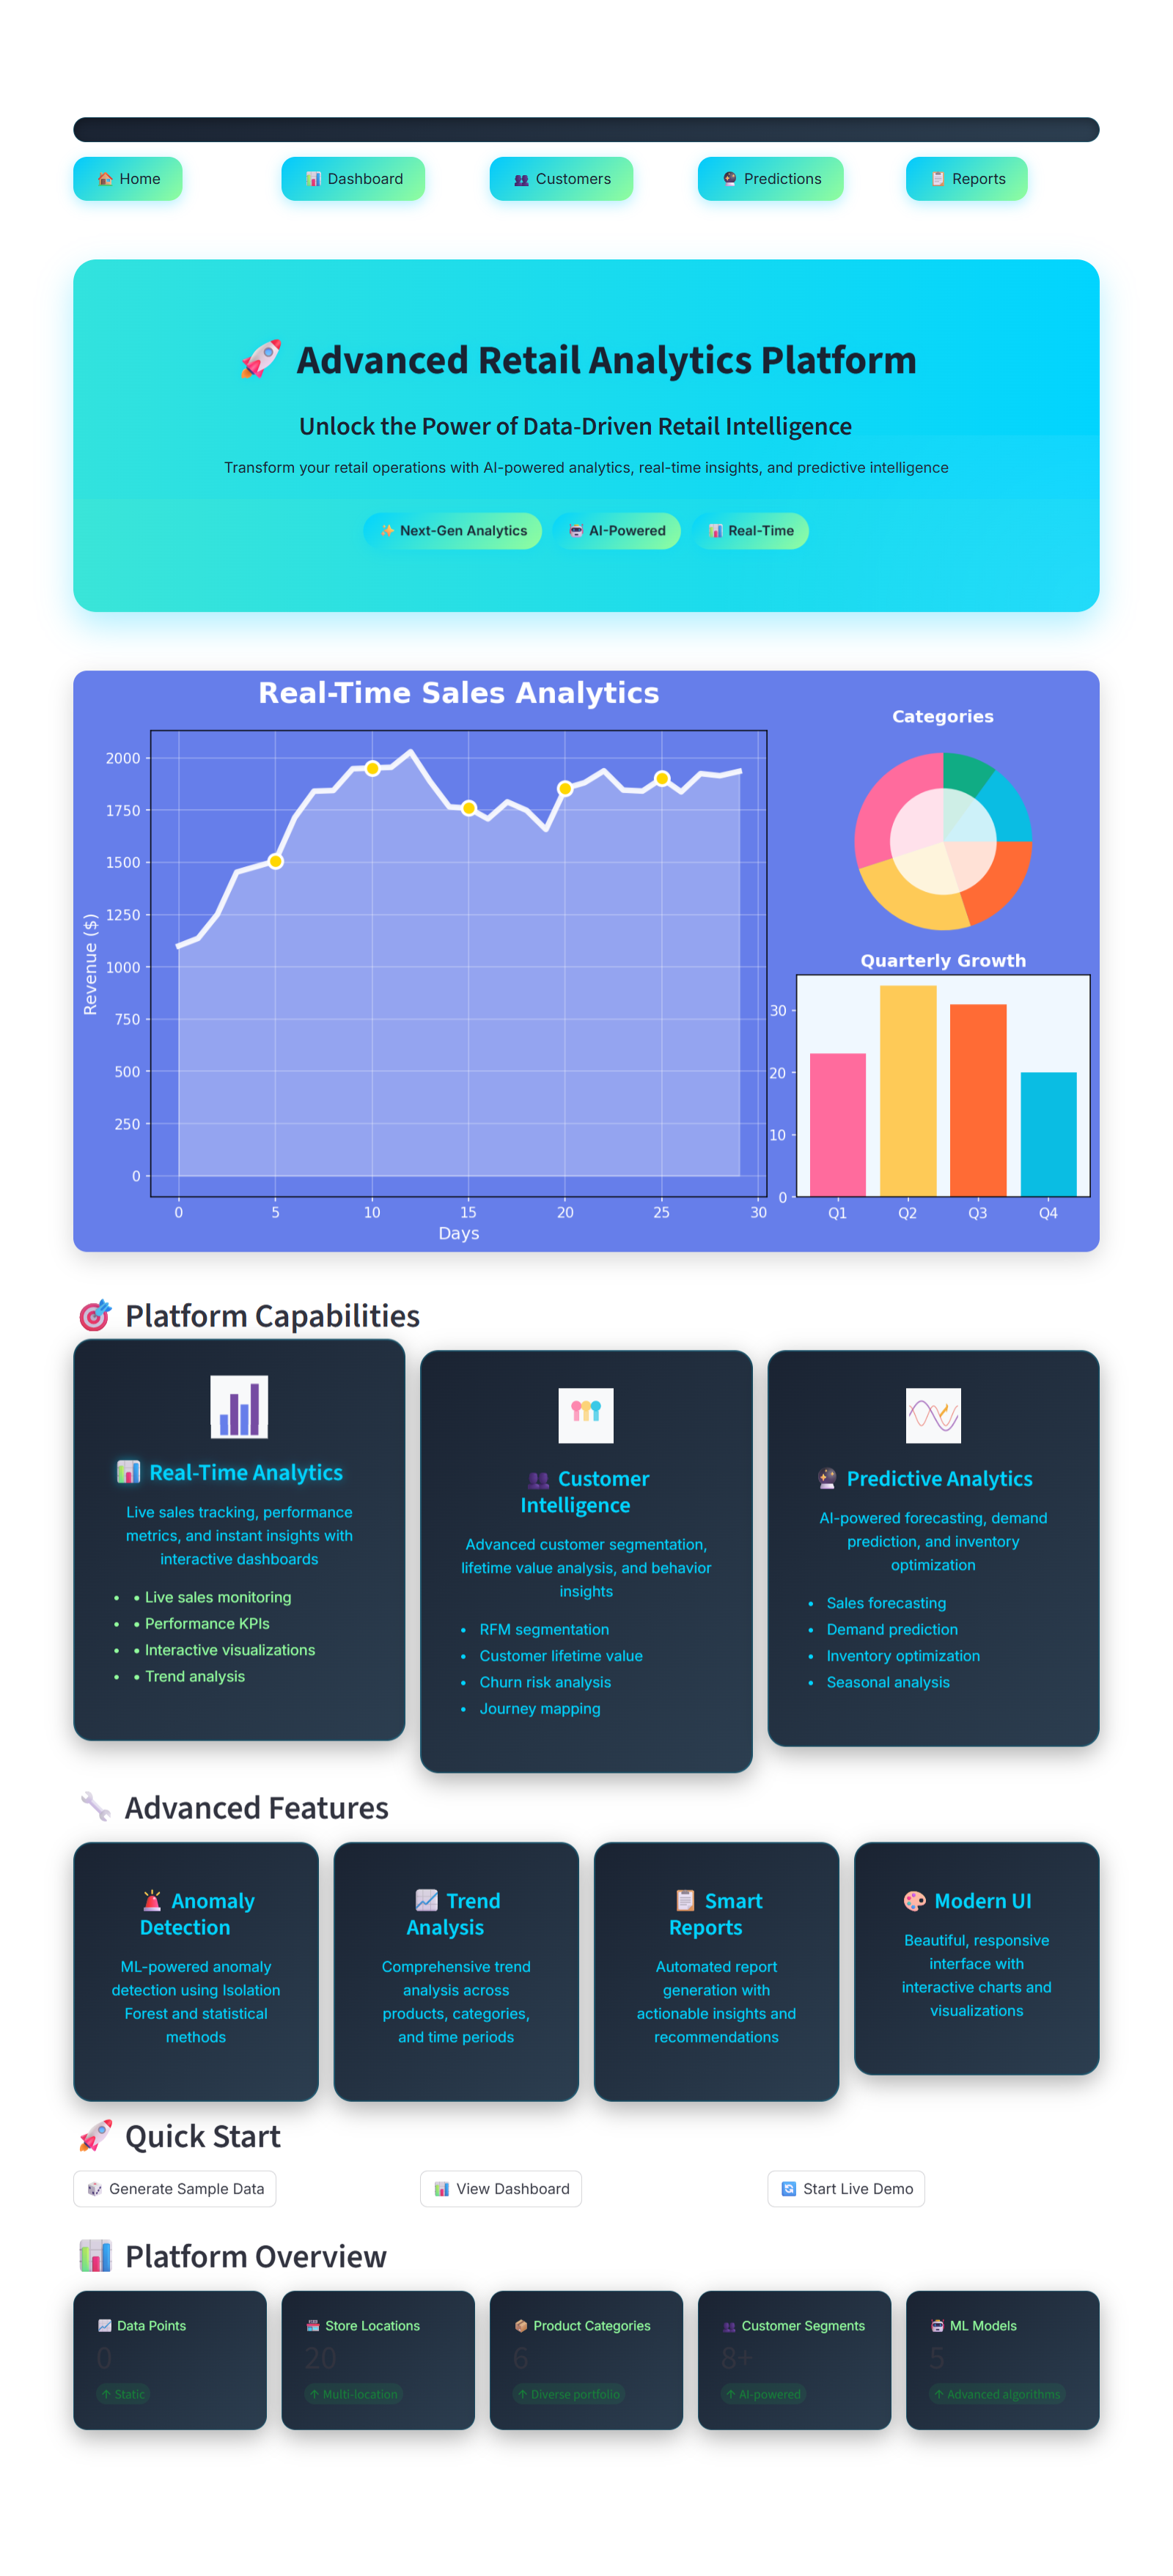 🏠 Home
📊 Dashboard
👥 Customers
🔮 Predictions
📋 Reports
🚀 Advanced Retail Analytics Platform
Unlock the Power of Data-Driven Retail Intelligence
Transform your retail operations with AI-powered analytics, real-time insights, and predictive intelligence
✨ Next-Gen Analytics
🤖 AI-Powered
📊 Real-Time
Real-Time Sales Analytics
Revenue ($)
2000
1750
1500
1250
1000
750
500
250
0
0 5 10 15 20 25 30
Days
Categories
Quarterly Growth
30
20
10
0
Q1 Q2 Q3 Q4
🎯 Platform Capabilities
📊 Real-Time Analytics
Live sales tracking, performance
metrics, and instant insights with
interactive dashboards
• • Live sales monitoring
• • Performance KPIs
• • Interactive visualizations
• • Trend analysis
👥 Customer
Intelligence
Advanced customer segmentation,
lifetime value analysis, and behavior
insights
• RFM segmentation
• Customer lifetime value
• Churn risk analysis
• Journey mapping
🔮 Predictive Analytics
AI-powered forecasting, demand
prediction, and inventory
optimization
• Sales forecasting
• Demand prediction
• Inventory optimization
• Seasonal analysis
🔧 Advanced Features
🚨 Anomaly
Detection
ML-powered anomaly
detection using Isolation
Forest and statistical
methods
📈 Trend
Analysis
Comprehensive trend
analysis across
products, categories,
and time periods
📋 Smart
Reports
Automated report
generation with
actionable insights and
recommendations
🎨 Modern UI
Beautiful, responsive
interface with
interactive charts and
visualizations
🚀 Quick Start
🎲 Generate Sample Data
📊 View Dashboard
🔄 Start Live Demo
📊 Platform Overview
📈 Data Points
0
↑ Static
🏪 Store Locations
20
↑ Multi-location
📦 Product Categories
6
↑ Diverse portfolio
👥 Customer Segments
8+
↑ AI-powered
🤖 ML Models
5
↑ Advanced algorithms